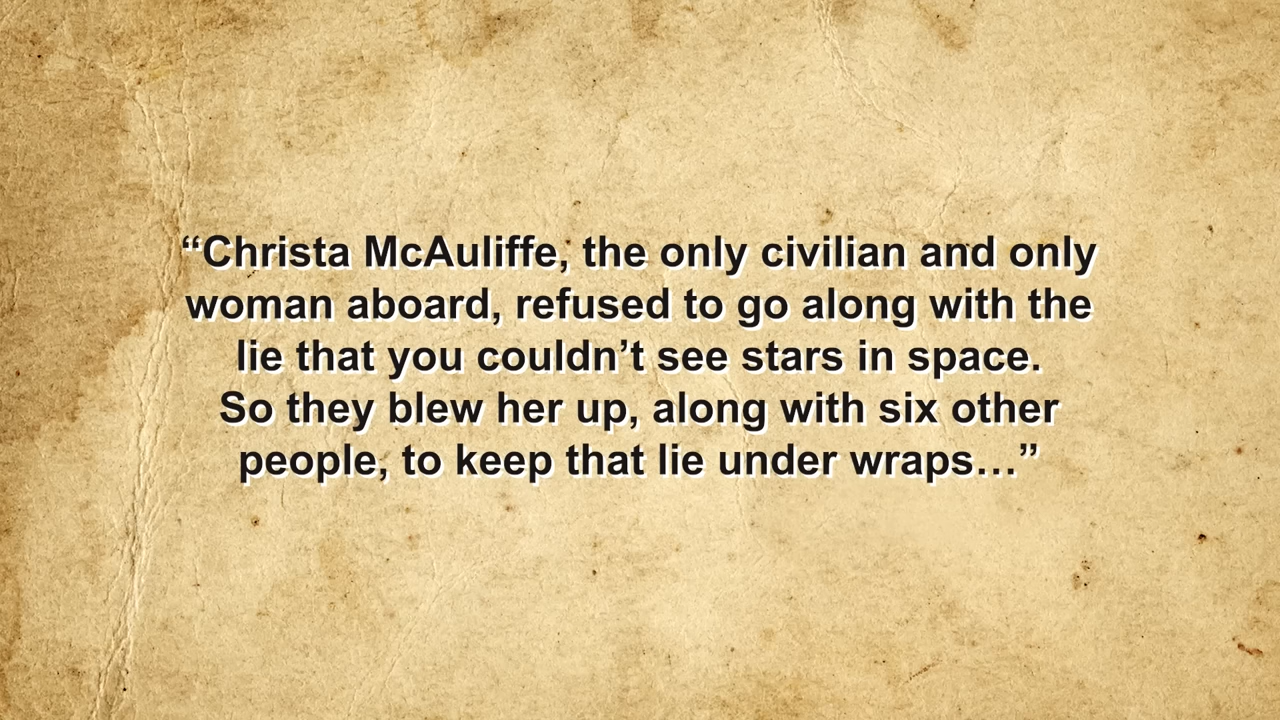 “Christa McAuliffe, the only civilian and only
woman aboard, refused to go along with the
lie that you couldn’t see stars in space.
So they blew her up, along with six other
people, to keep that lie under wraps…”